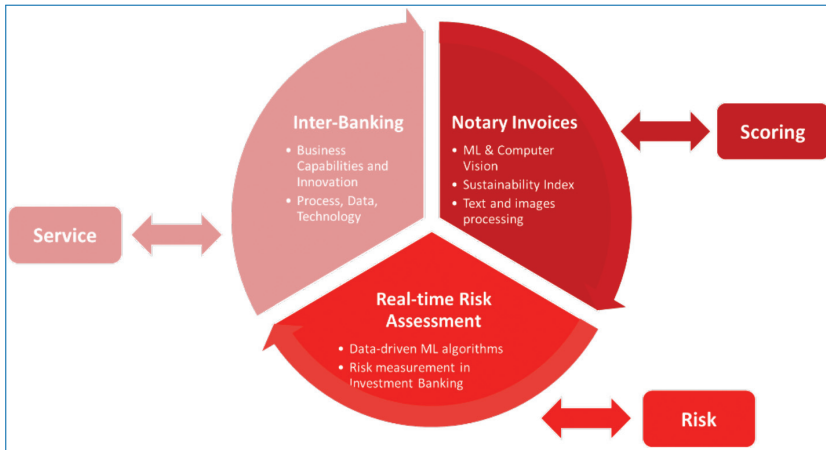 Inter-Banking
• Business
Capabilities and
Innovation
• Process, Data,
Technology
Notary Invoices
• ML & Computer
Vision
• Sustainability Index
• Text and images
processing
Scoring
Service
Real-time Risk
Assessment
• Data-driven ML algorithms
• Risk measurement in
Investment Banking
Risk